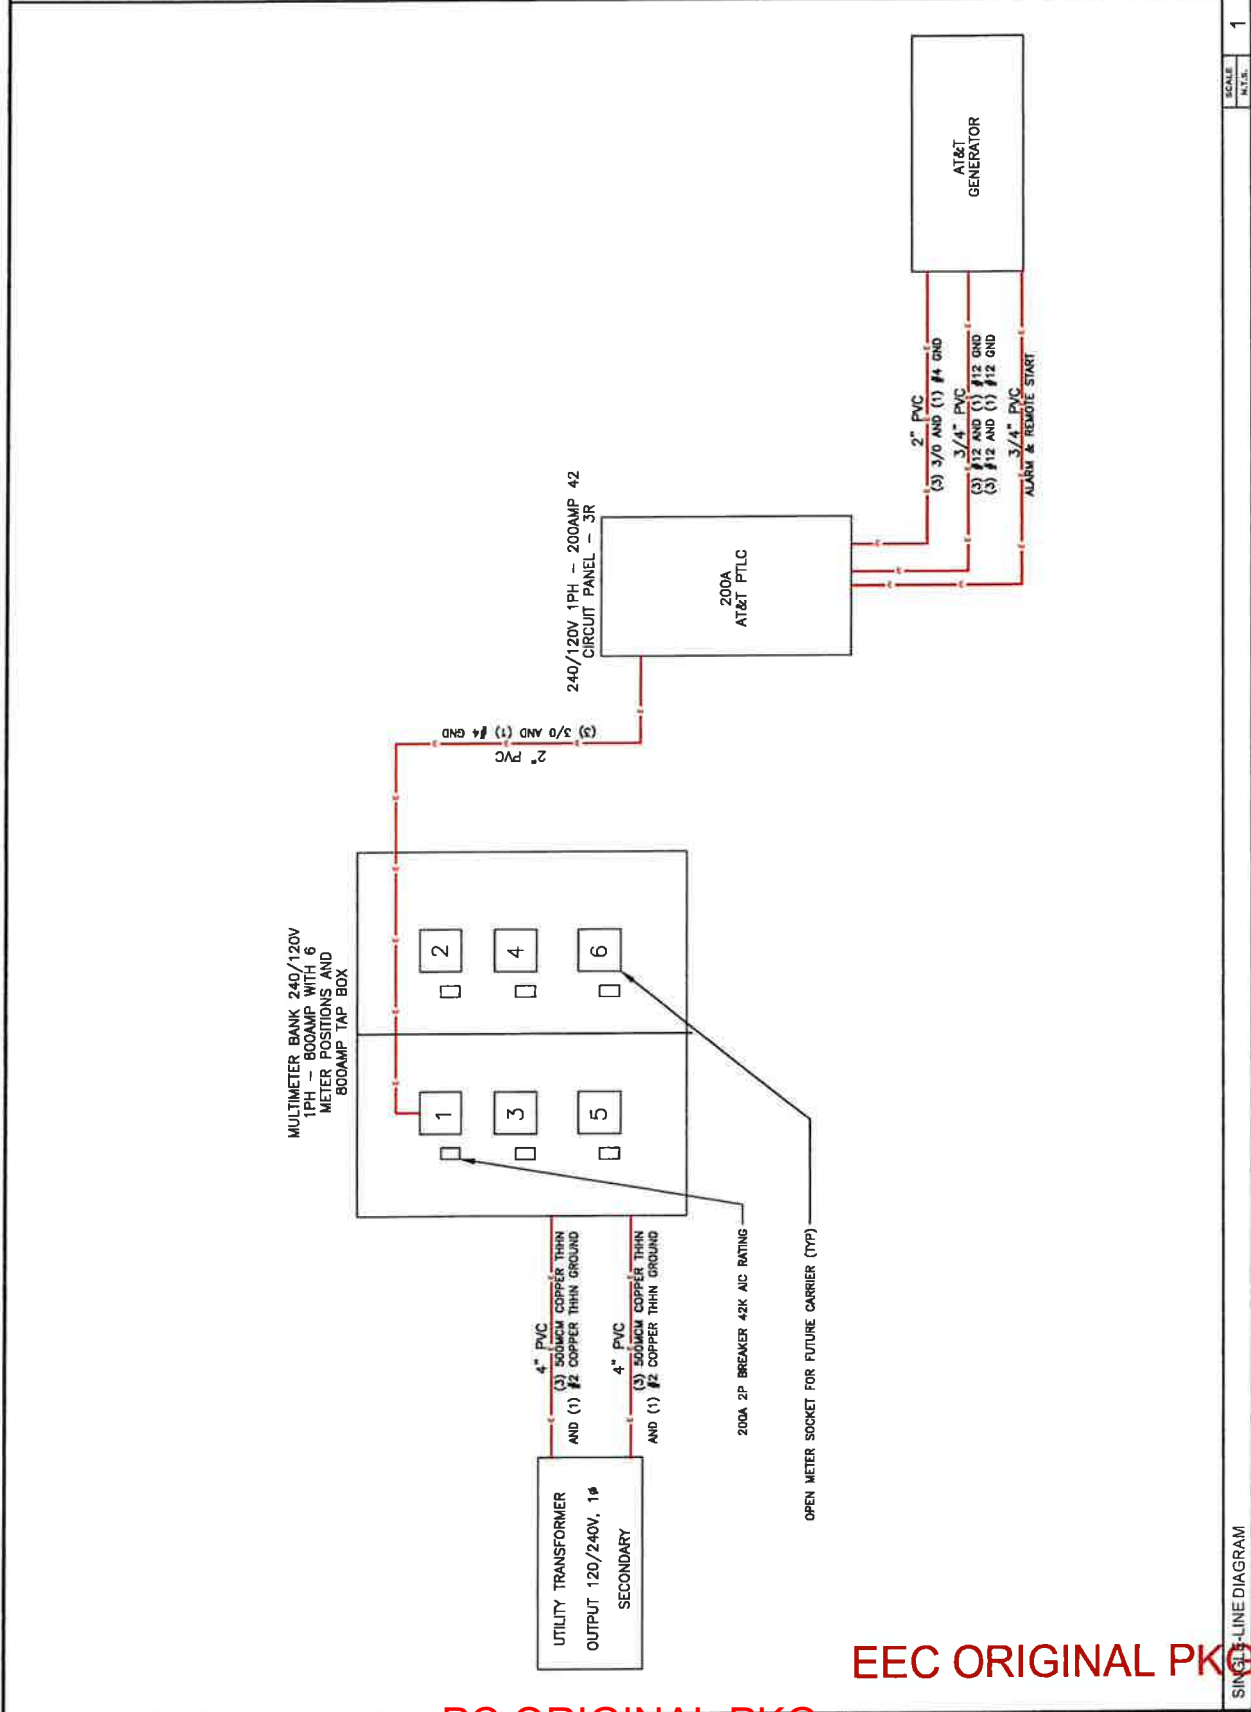 MULTIMETER BANK 240/120V
1PH - 800AMP WITH 6
METER POSITIONS AND
800AMP TAP BOX
1
2
3
4
5
6
UTILITY TRANSFORMER
OUTPUT 120/240V, 1ø
SECONDARY
4" PVC
(3) 500MCM COPPER THHN
AND (1) #2 COPPER THHN GROUND
4" PVC
(3) 500MCM COPPER THHN
AND (1) #2 COPPER THHN GROUND
200A 2P BREAKER 42K AIC RATING
OPEN METER SOCKET FOR FUTURE CARRIER (TYP)
(3) 3/0 AND (1) #4 GND
2" PVC
240/120V 1PH - 200AMP 42
CIRCUIT PANEL - 3R
200A
AT&T PTLC
2" PVC
(3) 3/0 AND (1) #4 GND
3/4" PVC
(3) #12 AND (1) #12 GND
(3) #12 AND (1) #12 GND
3/4" PVC
ALARM & REMOTE START
AT&T
GENERATOR
SINGLE-LINE DIAGRAM
SCALE
N.T.S.
1
EEC ORIGINAL PKG